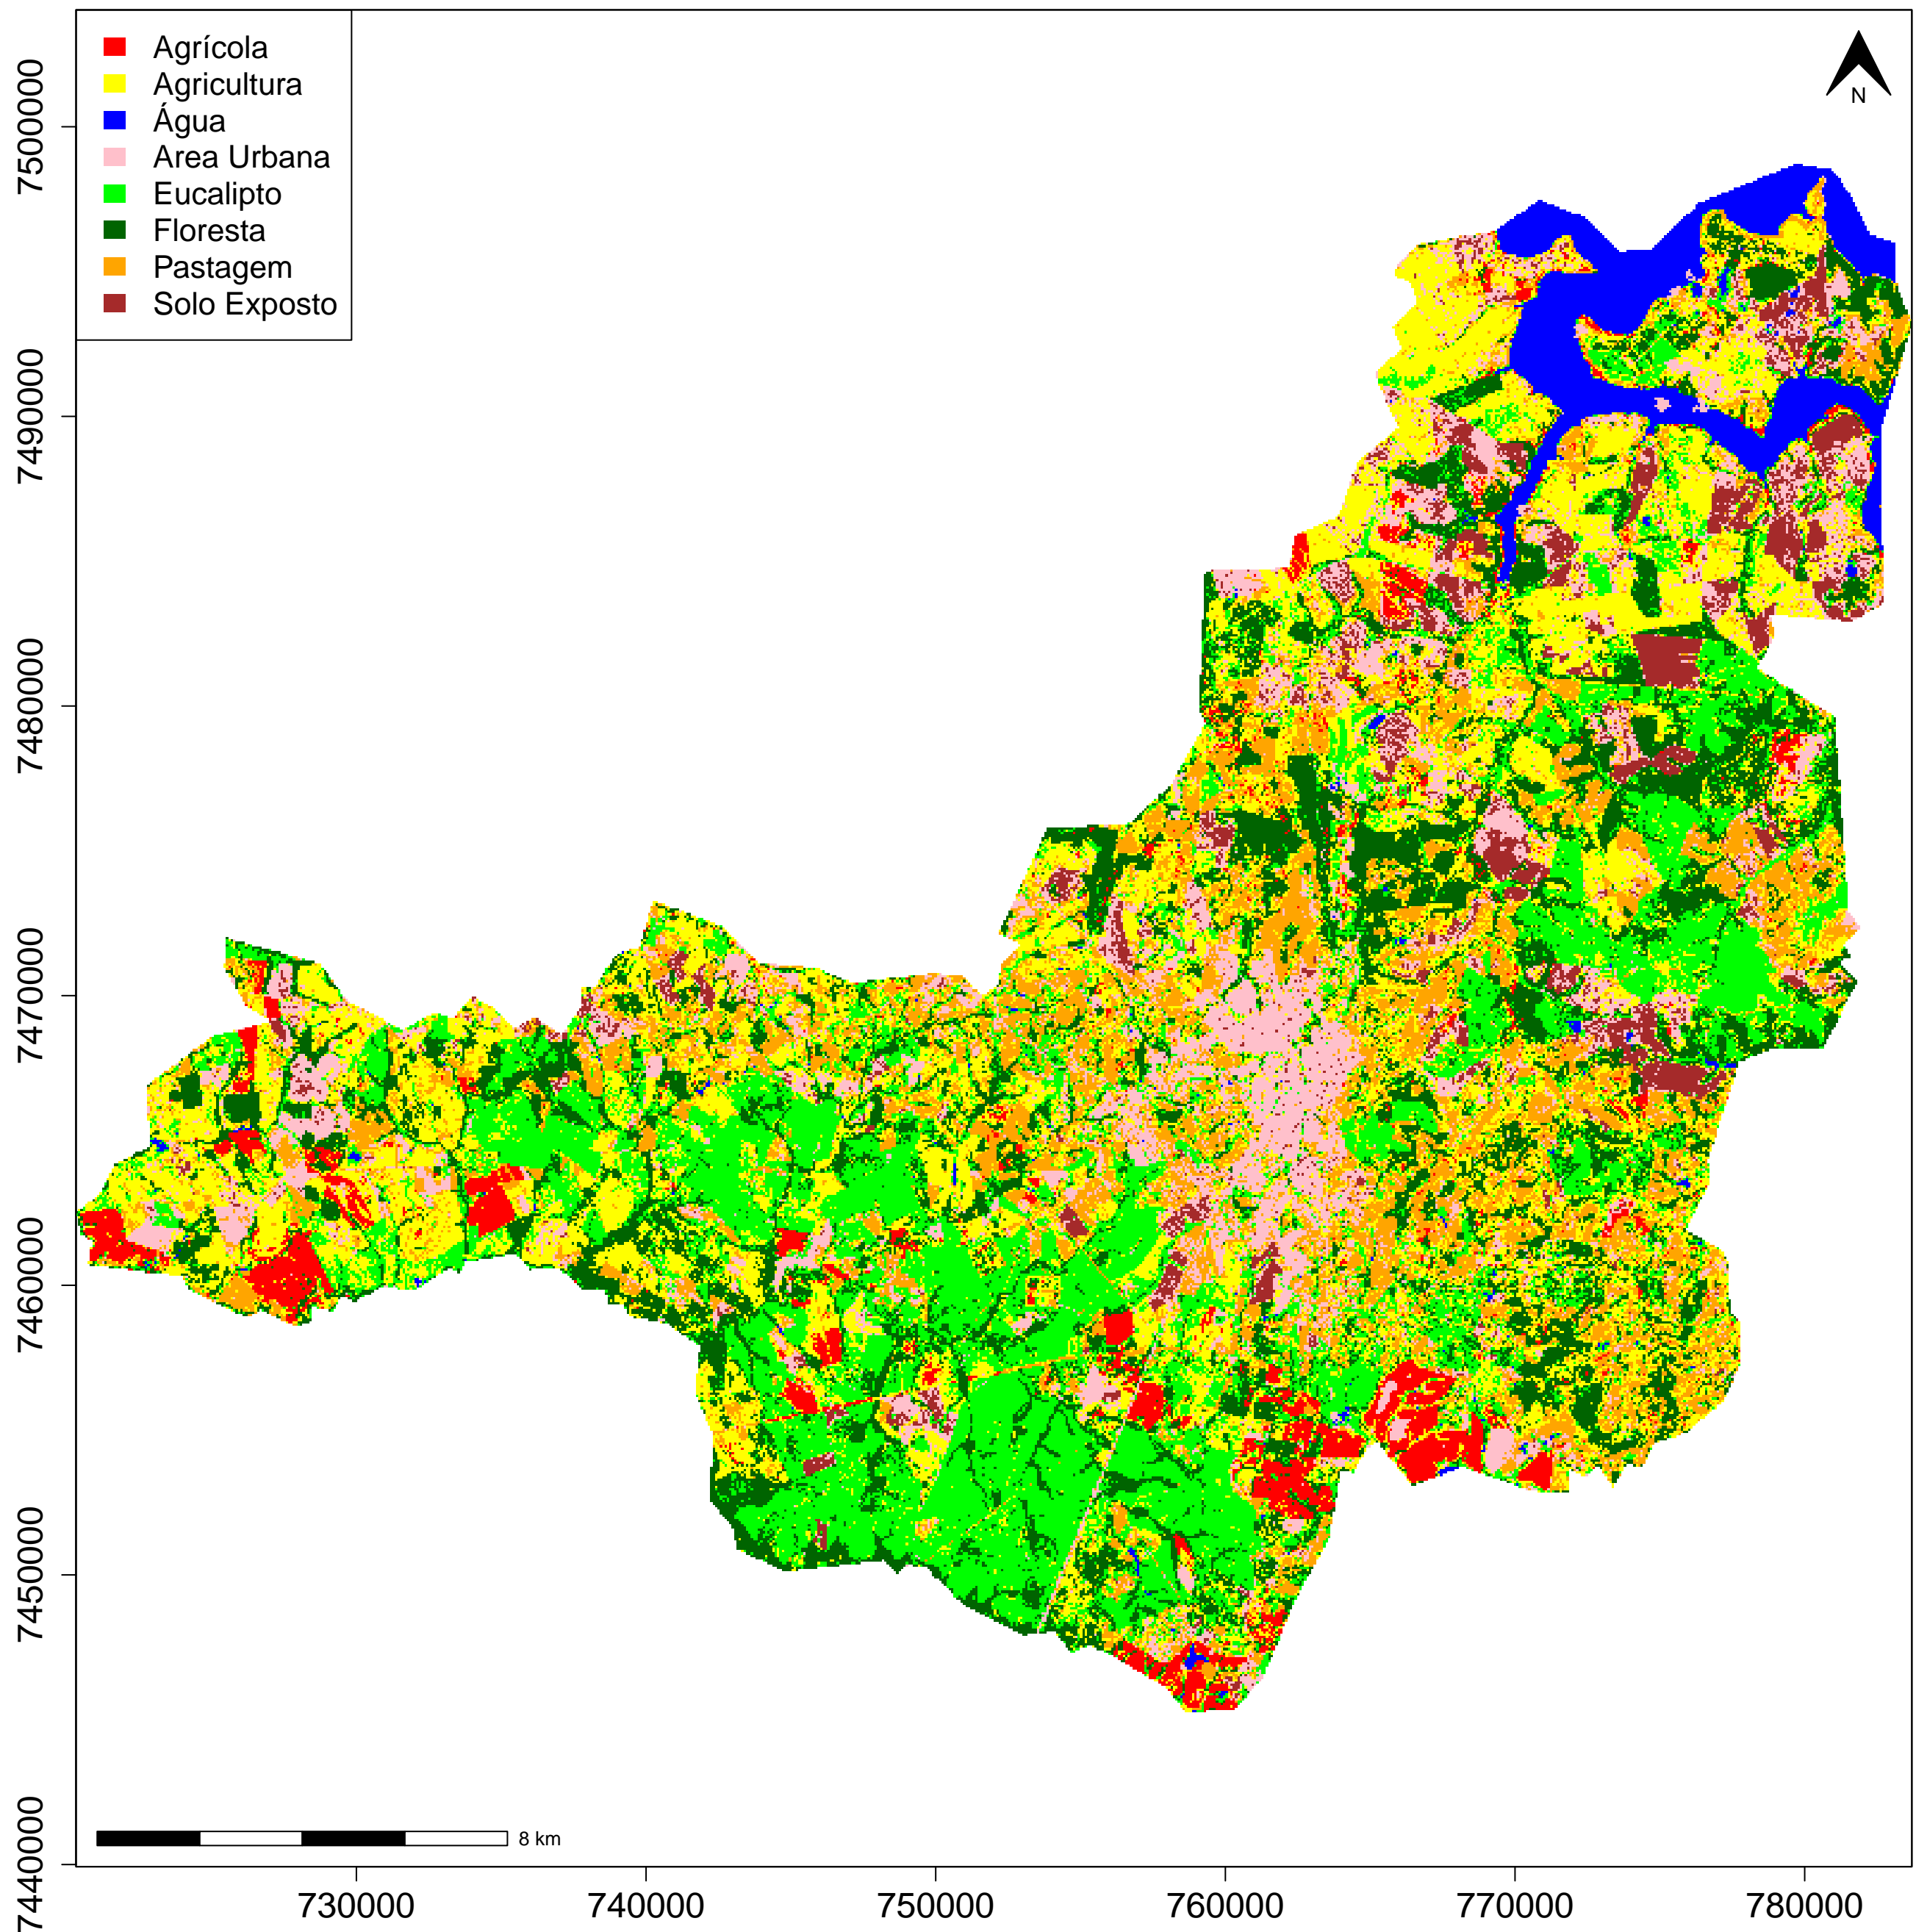 Agrícola
Agricultura
Água
Area Urbana
Eucalipto
Floresta
Pastagem
Solo Exposto
N
7500000
7490000
7480000
7470000
7460000
7450000
7440000
8 km
730000 740000 750000 760000 770000 780000